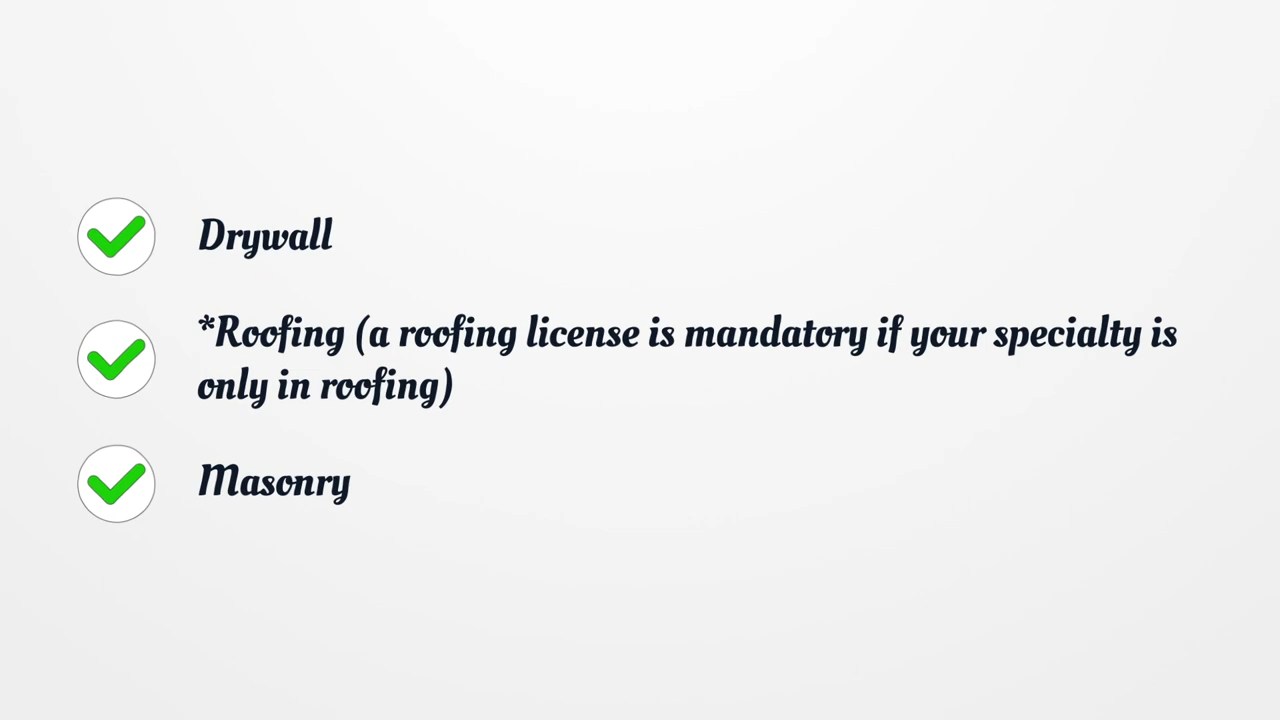 Drywall
*Roofing (a roofing license is mandatory if your specialty is
only in roofing)
Masonry